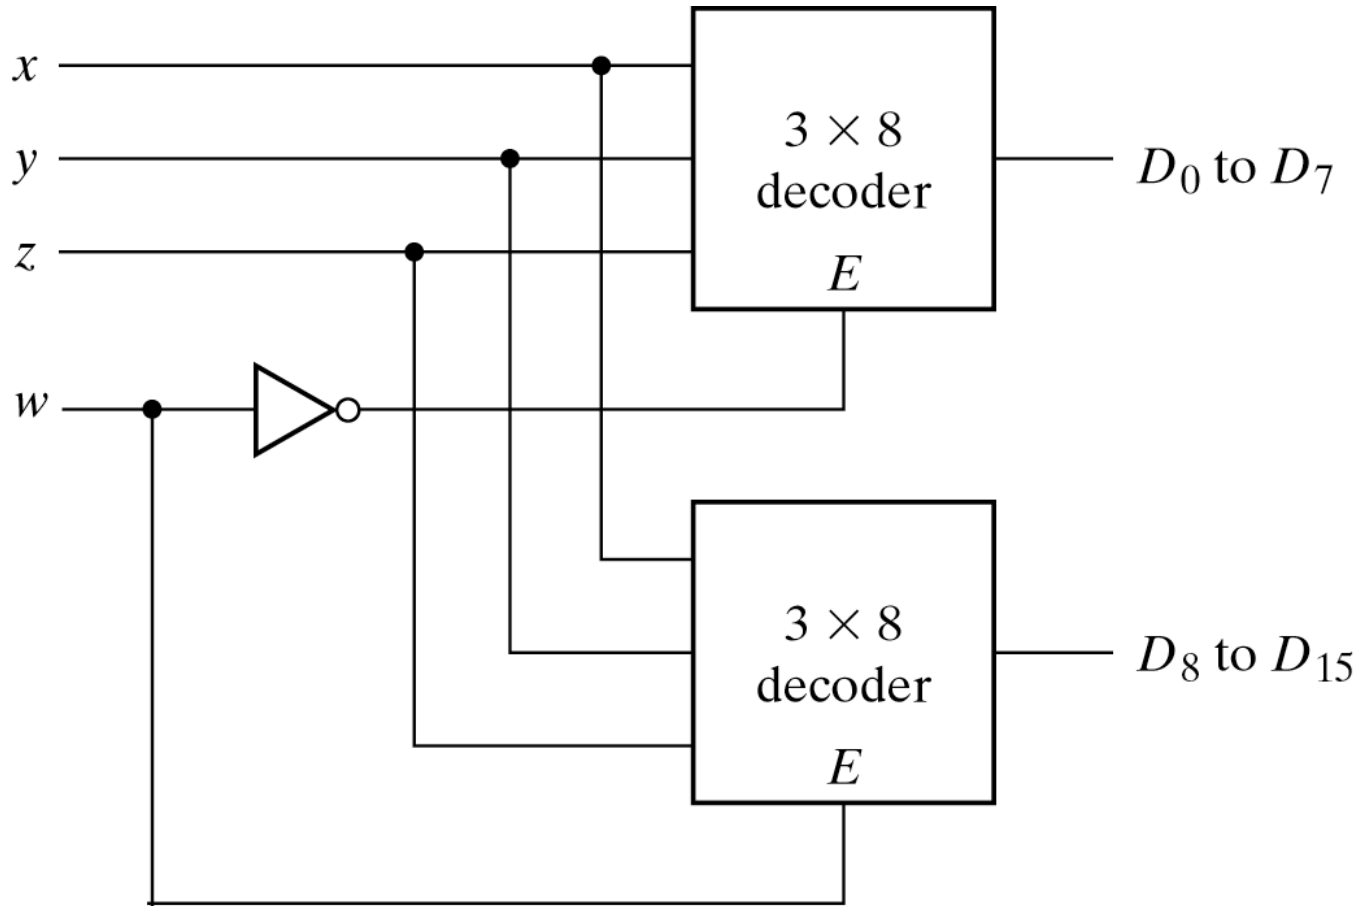 x
y
z
w
3 × 8
decoder
E
D₀ to D₇
3 × 8
decoder
E
D₈ to D₁₅